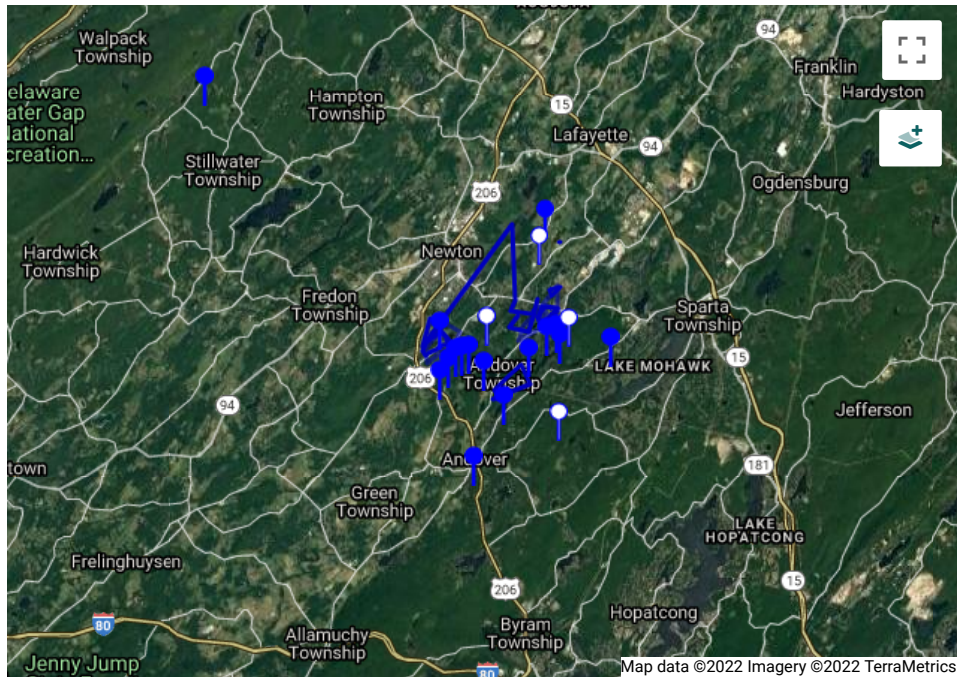 Walpack
Township
94
Franklin
Hardyston
elaware
ater Gap
National
creation...
Hampton
Township
15
Lafayette
94
Stillwater
Township
Ogdensburg
206
Newton
Hardwick
Township
Fredon
Township
Sparta
Township
15
LAKE MOHAWK
Andover
Township
206
94
Jefferson
town
Andover
181
Green
Township
LAKE
HOPATCONG
Frelinghuysen
15
206
Hopatcong
80
Allamuchy
Township
Byram
Township
Jenny Jump
80
Map data ©2022 Imagery ©2022 TerraMetrics